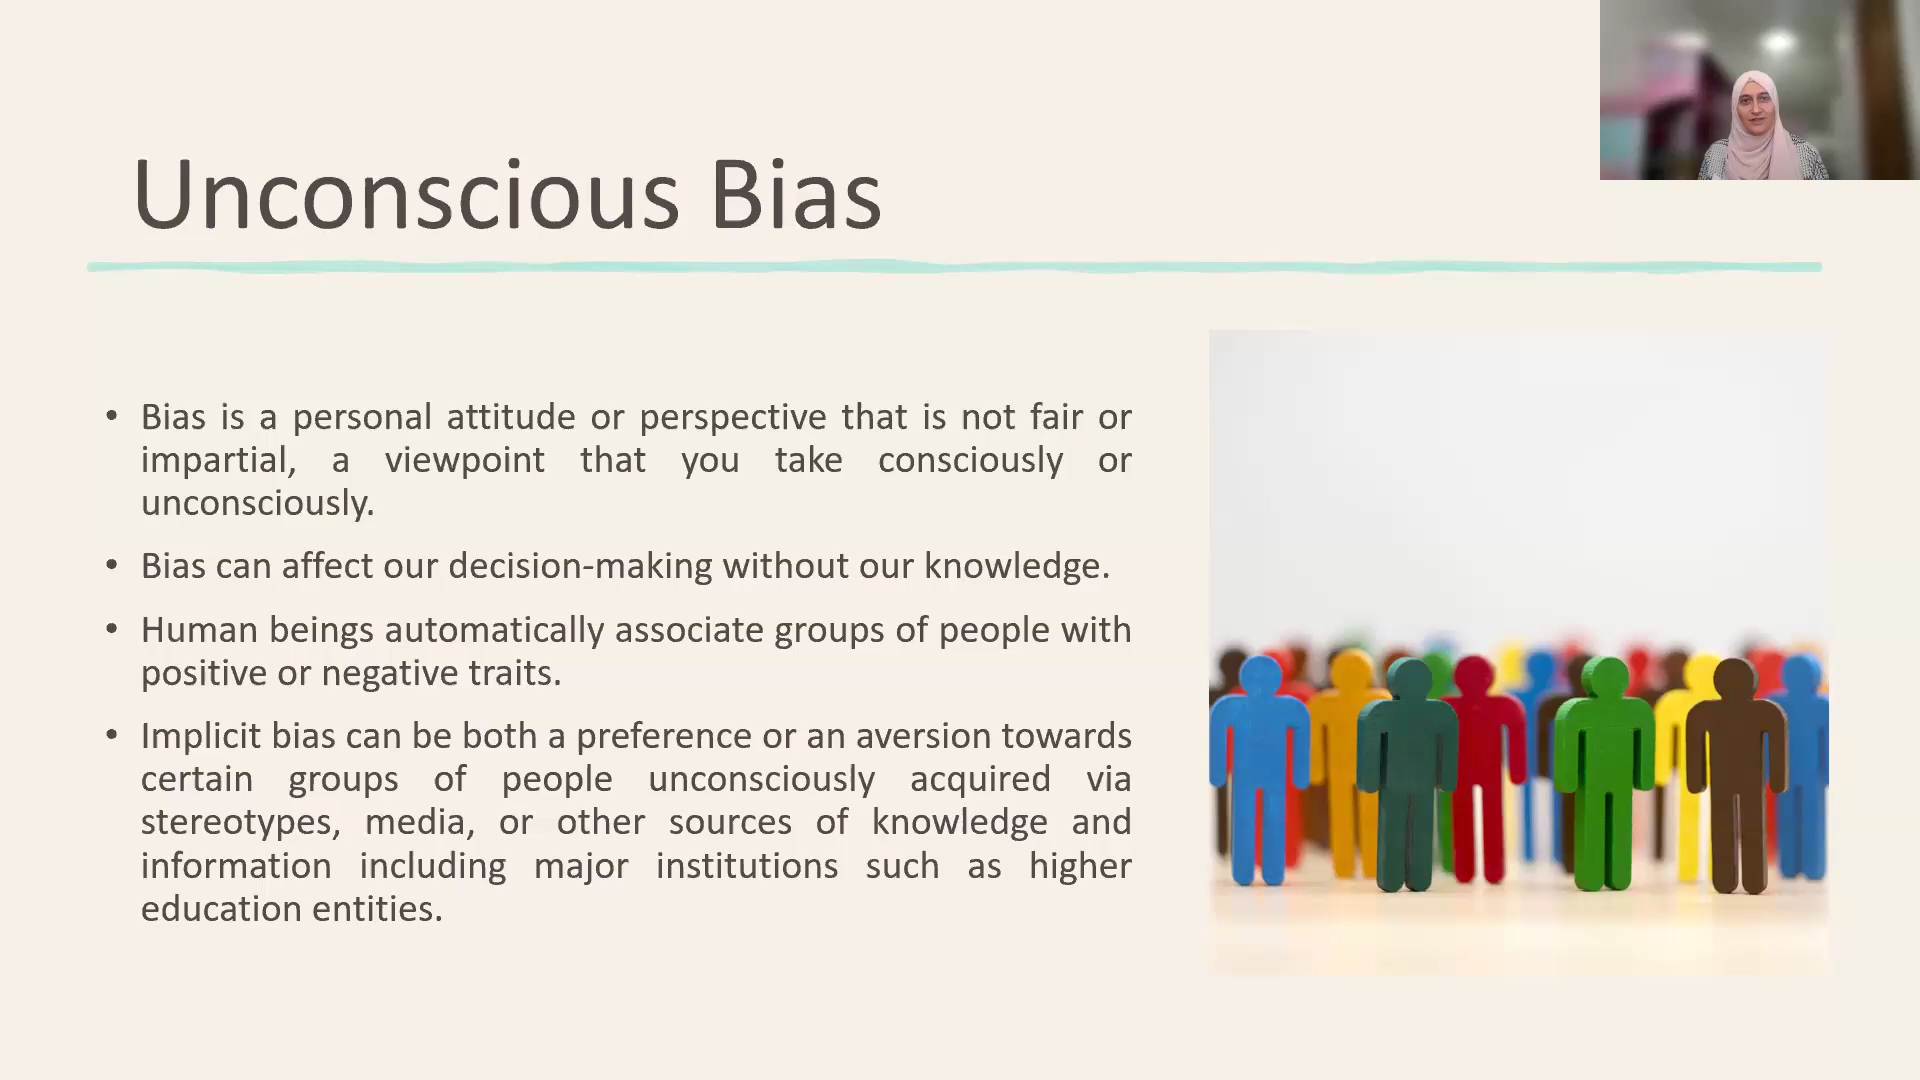 Unconscious Bias
• Bias is a personal attitude or perspective that is not fair or
impartial, a viewpoint that you take consciously or
unconsciously.
• Bias can affect our decision-making without our knowledge.
• Human beings automatically associate groups of people with
positive or negative traits.
• Implicit bias can be both a preference or an aversion towards
certain groups of people unconsciously acquired via
stereotypes, media, or other sources of knowledge and
information including major institutions such as higher
education entities.